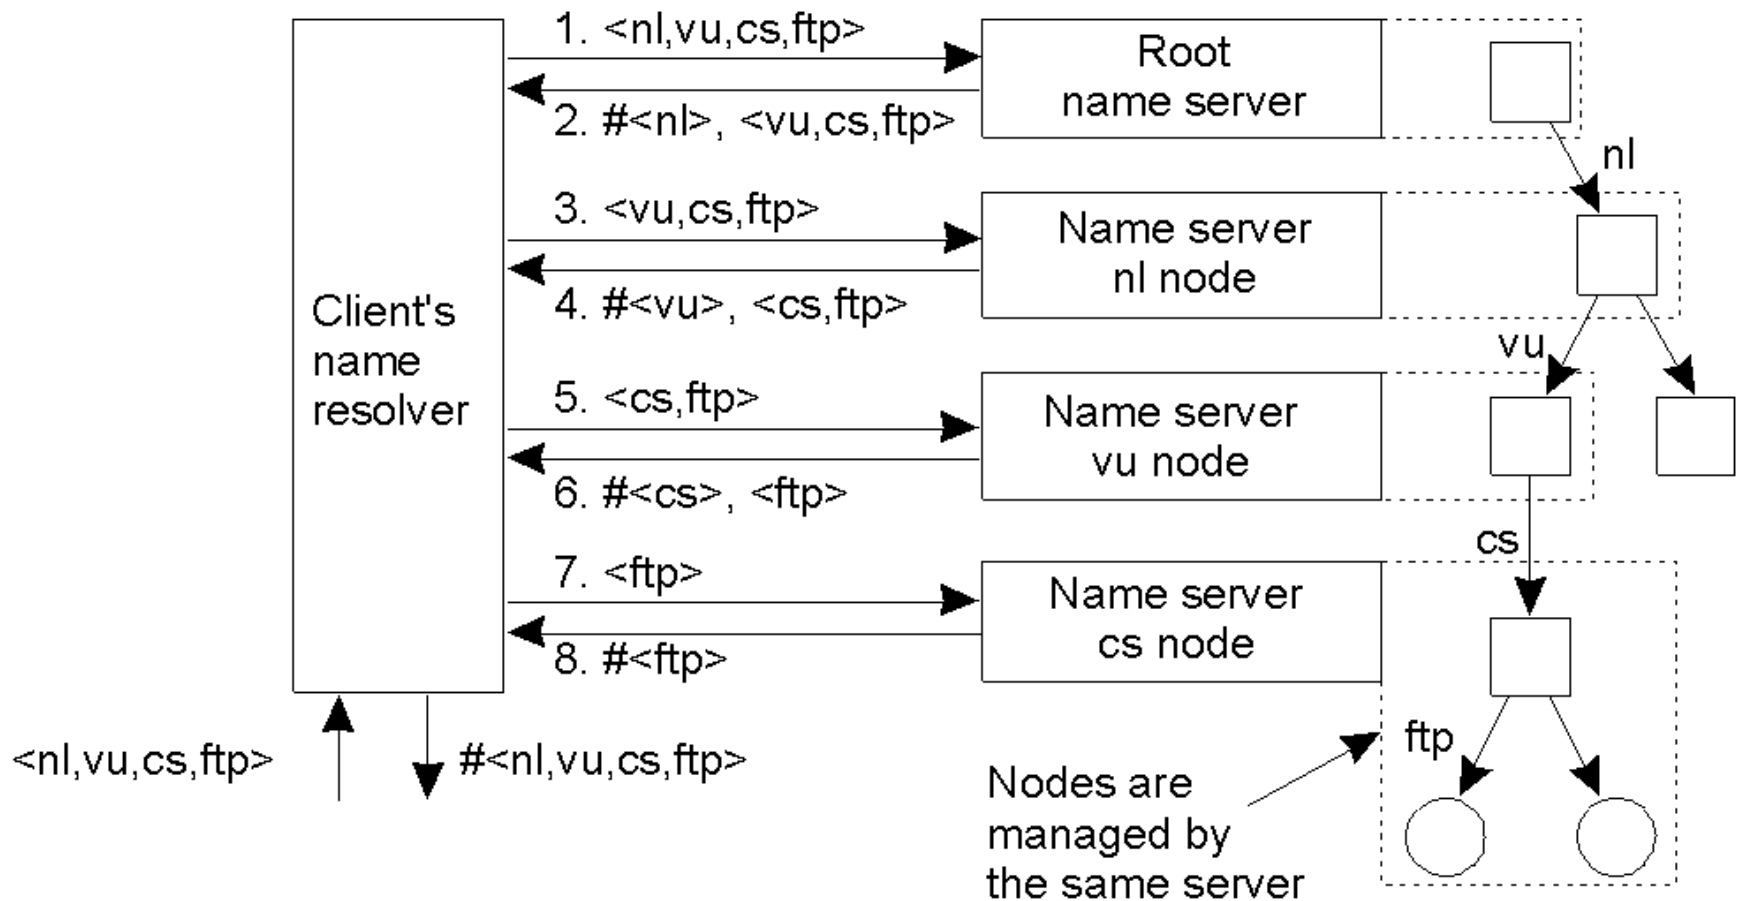 1. <nl,vu,cs,ftp>
Root
name server
2. #<nl>, <vu,cs,ftp>
nl
3. <vu,cs,ftp>
Name server
nl node
4. #<vu>, <cs,ftp>
Client's
name
resolver
vu
5. <cs,ftp>
Name server
vu node
6. #<cs>, <ftp>
cs
7. <ftp>
Name server
cs node
8. #<ftp>
<nl,vu,cs,ftp>
#<nl,vu,cs,ftp>
ftp
Nodes are
managed by
the same server